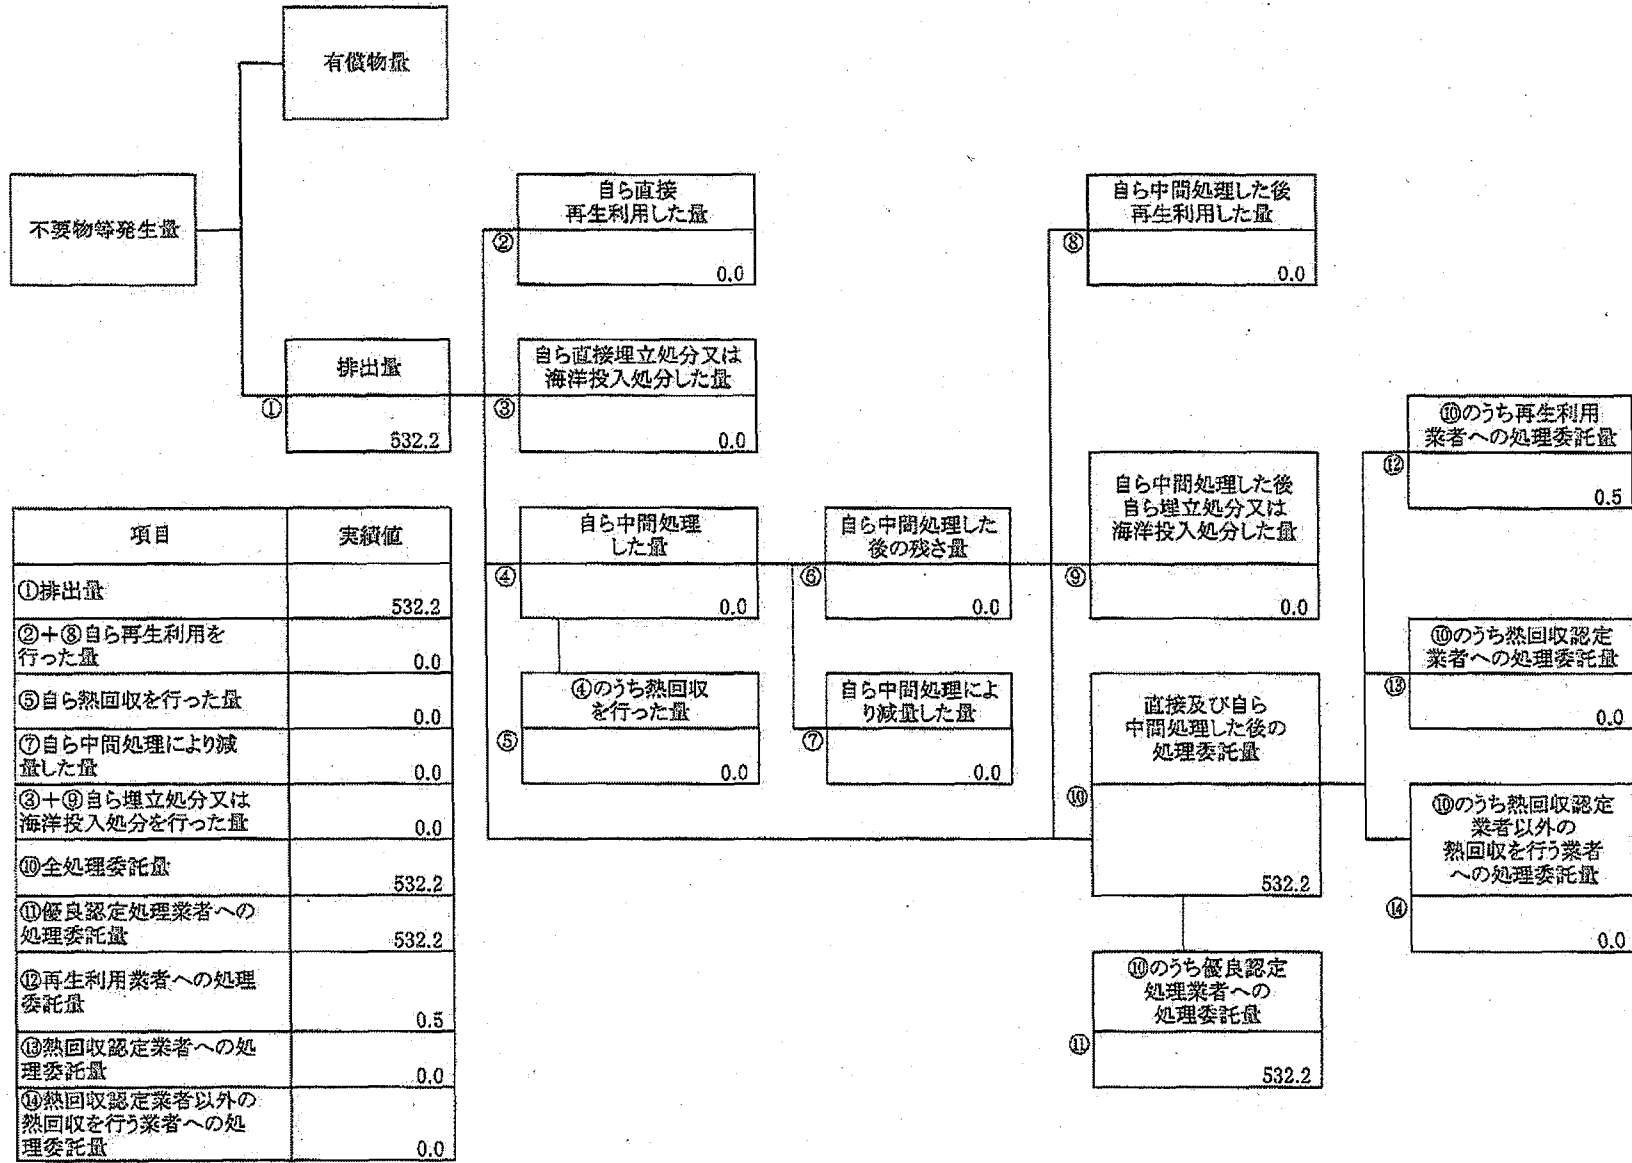 有償物量
不要物等発生量
自ら直接
再生利用した量
②
0.0
自ら中間処理した後
再生利用した量
⑧
0.0
排出量
①
532.2
自ら直接埋立処分又は
海洋投入処分した量
③
0.0
⑩のうち再生利用
業者への処理委託量
⑫
0.5
自ら中間処理
した量
④
0.0
自ら中間処理した
後の残さ量
⑥
0.0
自ら中間処理した後
自ら埋立処分又は
海洋投入処分した量
⑨
0.0
⑩のうち熱回収認定
業者への処理委託量
⑬
0.0
④のうち熱回収
を行った量
⑤
0.0
自ら中間処理によ
り減量した量
⑦
0.0
直接及び自ら
中間処理した後の
処理委託量
⑩
532.2
⑩のうち熱回収認定
業者以外の
熱回収を行う業者
への処理委託量
⑭
0.0
⑩のうち優良認定
処理業者への
処理委託量
⑪
532.2
項目 実績値
①排出量
532.2
②+⑧自ら再生利用を
行った量 0.0
⑤自ら熱回収を行った量
0.0
⑦自ら中間処理により減
量した量 0.0
③+⑨自ら埋立処分又は
海洋投入処分を行った量 0.0
⑩全処理委託量
532.2
⑪優良認定処理業者への
処理委託量 532.2
⑫再生利用業者への処理
委託量
0.5
⑬熱回収認定業者への処
理委託量 0.0
⑭熱回収認定業者以外の
熱回収を行う業者への処
理委託量 0.0